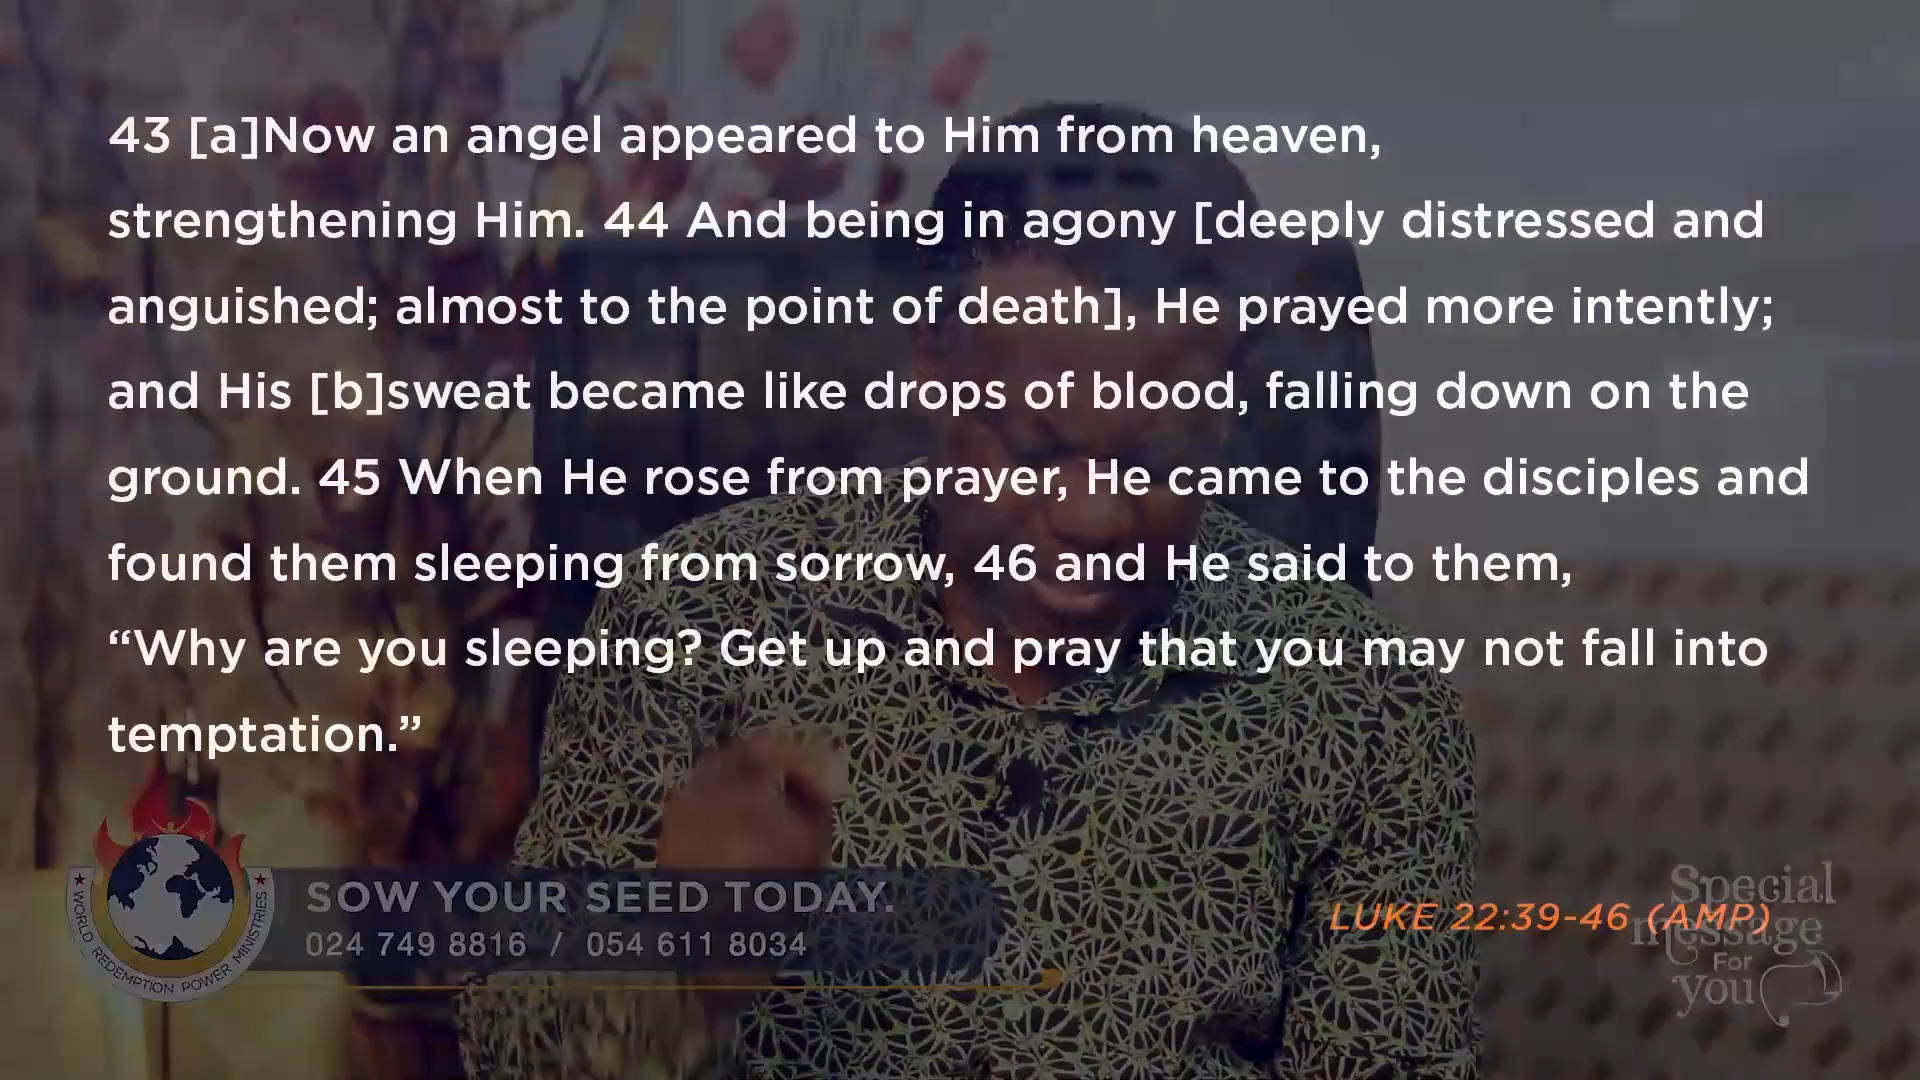 43 [a]Now an angel appeared to Him from heaven,
strengthening Him. 44 And being in agony [deeply distressed and
anguished; almost to the point of death], He prayed more intently;
and His [b]sweat became like drops of blood, falling down on the
ground. 45 When He rose from prayer, He came to the disciples and
found them sleeping from sorrow, 46 and He said to them,
“Why are you sleeping? Get up and pray that you may not fall into
temptation.”
WORLD REDEMPTION POWER MINISTRIES
SOW YOUR SEED TODAY.
024 749 8816 / 054 611 8034
LUKE 22:39-46 (AMP)
Special
message
For
you